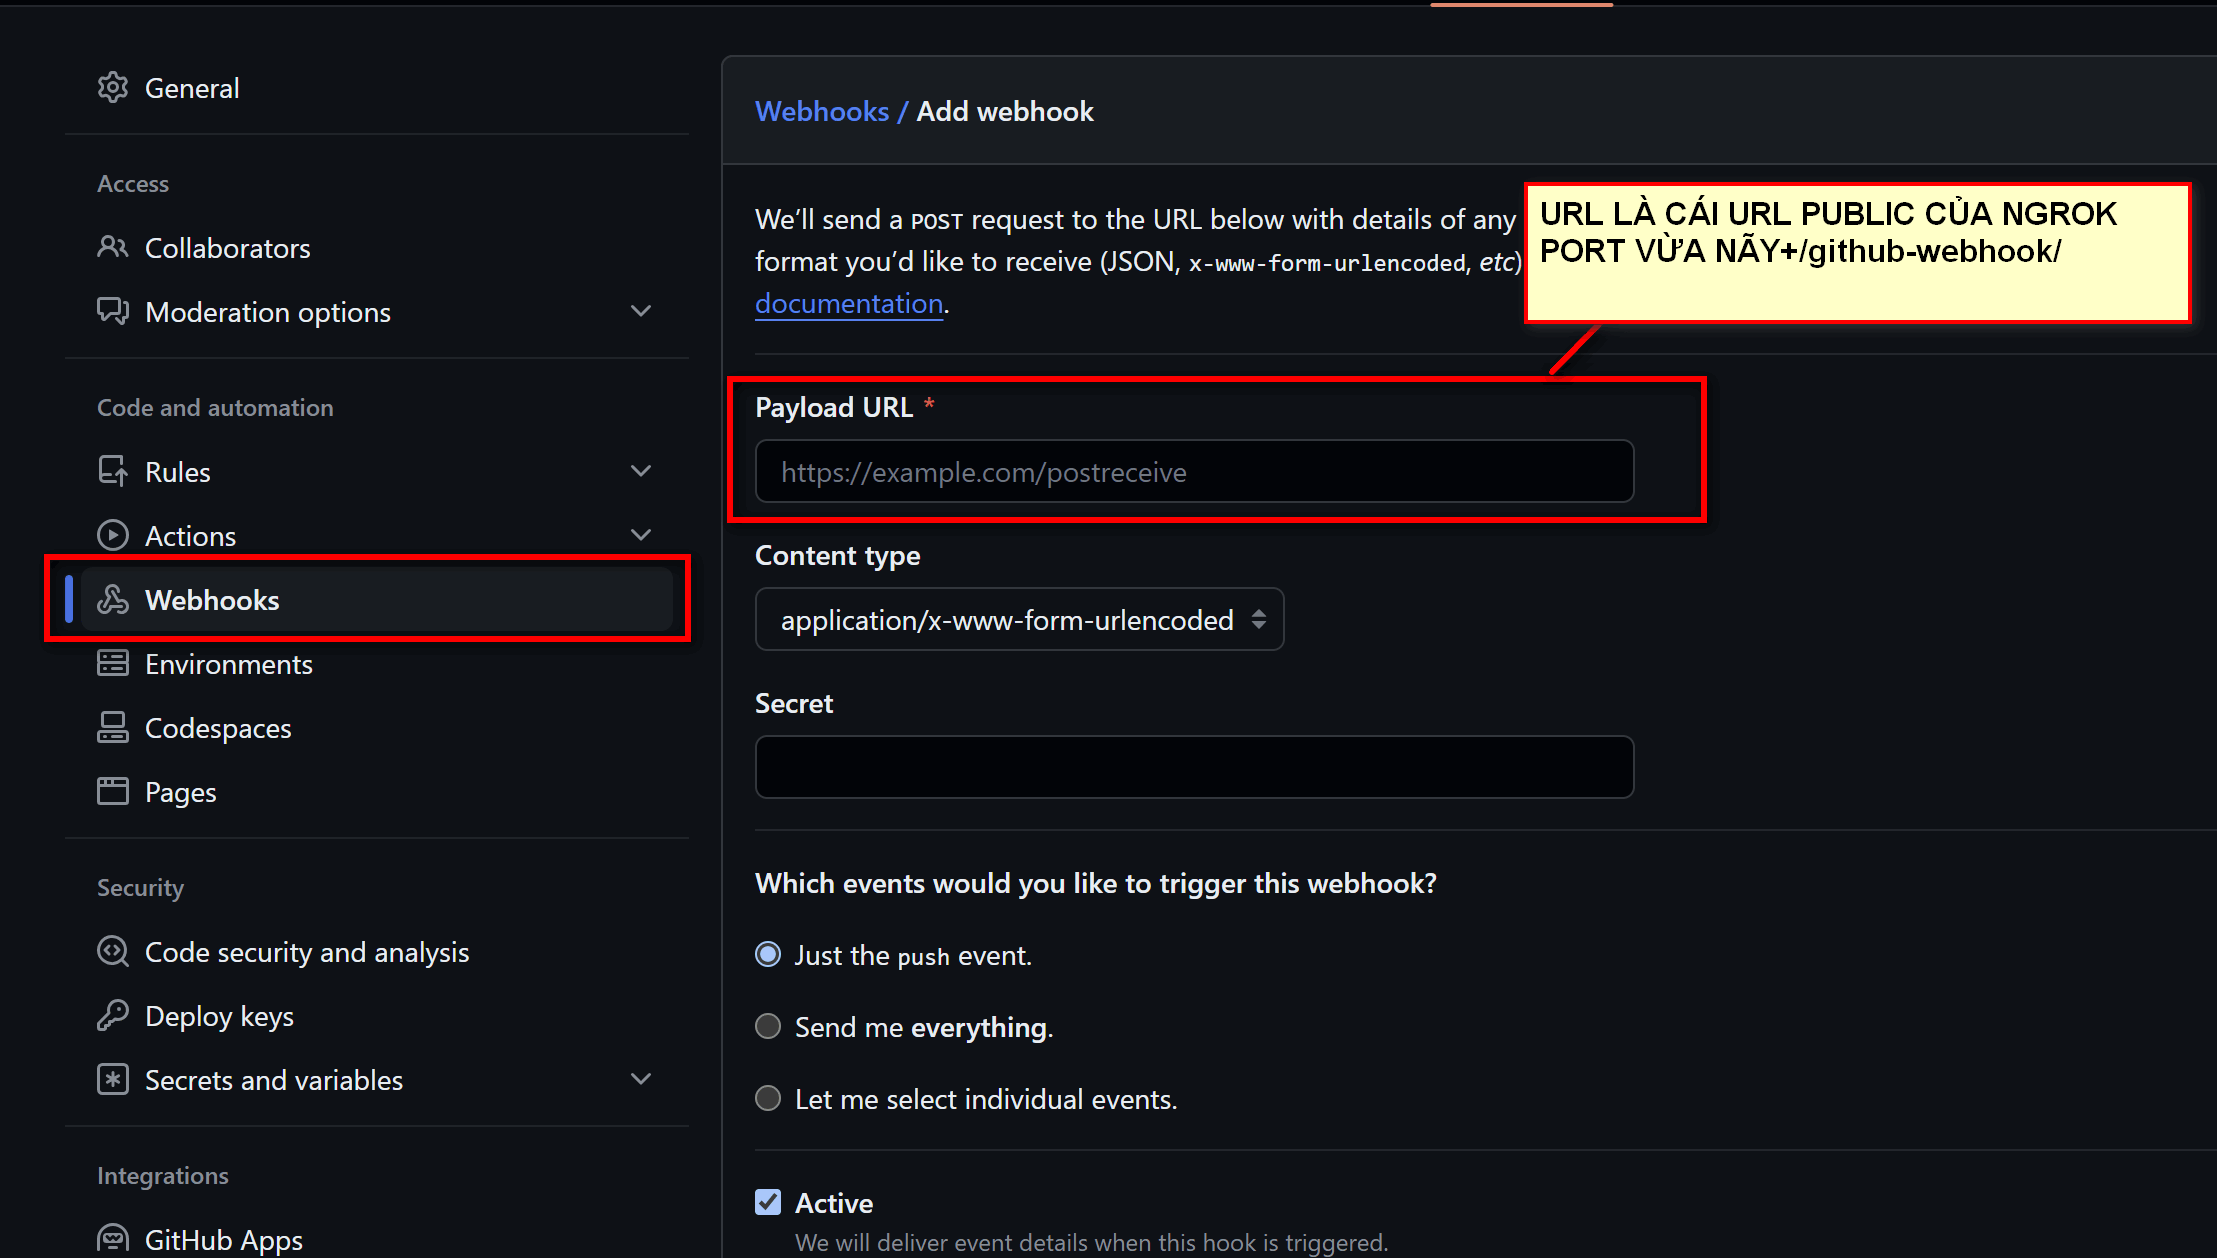 General
Access
Collaborators
Moderation options
Code and automation
Rules
Actions
Webhooks
Environments
Codespaces
Pages
Security
Code security and analysis
Deploy keys
Secrets and variables
Integrations
GitHub Apps
Webhooks / Add webhook
We'll send a POST request to the URL below with details of any
format you'd like to receive (JSON, x-www-form-urlencoded, etc)
documentation.
URL LÀ CÁI URL PUBLIC CỦA NGROK
PORT VỪA NÃY+/github-webhook/
Payload URL *
https://example.com/postreceive
Content type
application/x-www-form-urlencoded
Secret
Which events would you like to trigger this webhook?
Just the push event.
Send me everything.
Let me select individual events.
Active
We will deliver event details when this hook is triggered.